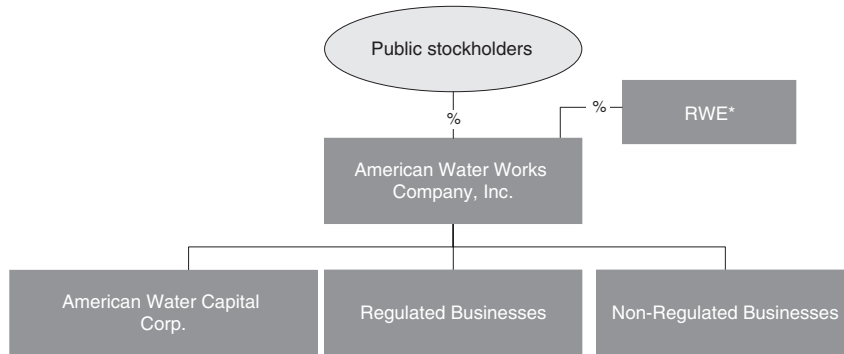 Public stockholders
%
%
RWE*
American Water Works
Company, Inc.
American Water Capital
Corp.
Regulated Businesses
Non-Regulated Businesses